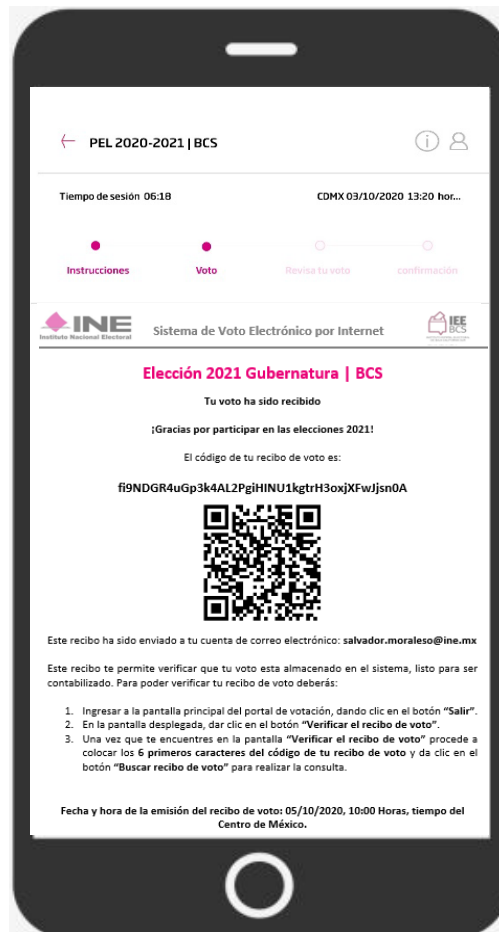 PEL 2020-2021 | BCS
Tiempo de sesión 06:18
CDMX 03/10/2020 13:20 hor...
Instrucciones
Voto
Revisa tu voto
confirmación
INE
Instituto Nacional Electoral
Sistema de Voto Electrónico por Internet
IEE
BCS
Elección 2021 Gubernatura | BCS
Tu voto ha sido recibido
¡Gracias por participar en las elecciones 2021!
El código de tu recibo de voto es:
fi9NDGR4uGp3k4AL2PgiHINU1kgtrH3oxjXFwJjsn0A
Este recibo ha sido enviado a tu cuenta de correo electrónico: salvador.moraleso@ine.mx
Este recibo te permite verificar que tu voto esta almacenado en el sistema, listo para ser
contabilizado. Para poder verificar tu recibo de voto deberás:
1. Ingresar a la pantalla principal del portal de votación, dando clic en el botón “Salir”.
2. En la pantalla desplegada, dar clic en el botón “Verificar el recibo de voto”.
3. Una vez que te encuentres en la pantalla “Verificar el recibo de voto” procede a
colocar los 6 primeros caracteres del código de tu recibo de voto y da clic en el
botón “Buscar recibo de voto” para realizar la consulta.
Fecha y hora de la emisión del recibo de voto: 05/10/2020, 10:00 Horas, tiempo del
Centro de México.